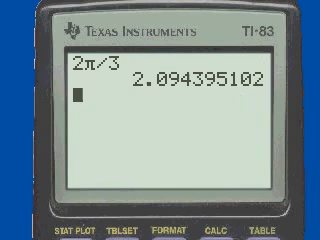 TEXAS INSTRUMENTS TI-83
2π/3
2.094395102
STAT PLOT TBLSET FORMAT CALC TABLE